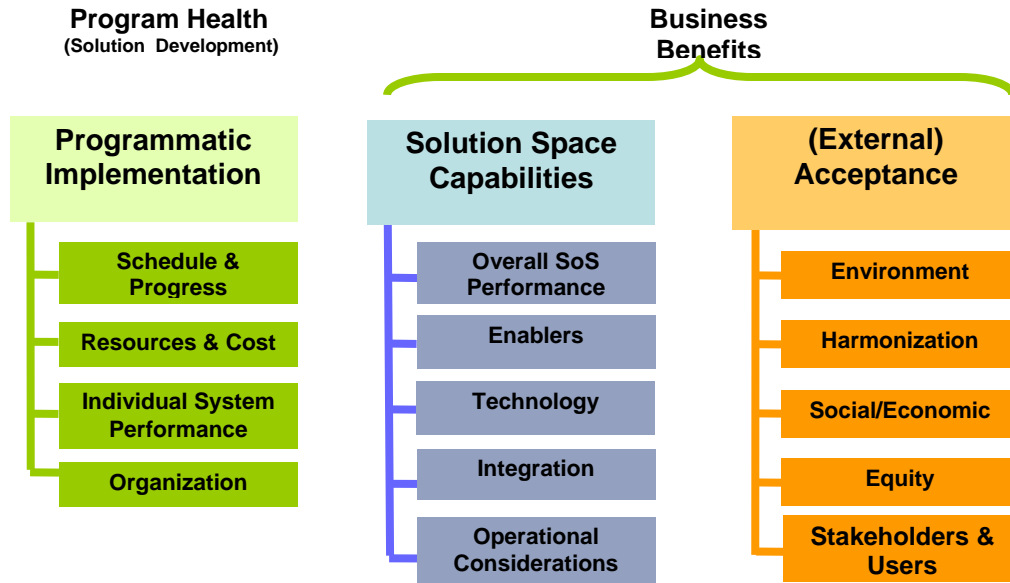 Program Health
(Solution Development)
Business
Benefits
Programmatic
Implementation
Schedule &
Progress
Resources & Cost
Individual System
Performance
Organization
Solution Space
Capabilities
Overall SoS
Performance
Enablers
Technology
Integration
Operational
Considerations
(External)
Acceptance
Environment
Harmonization
Social/Economic
Equity
Stakeholders &
Users